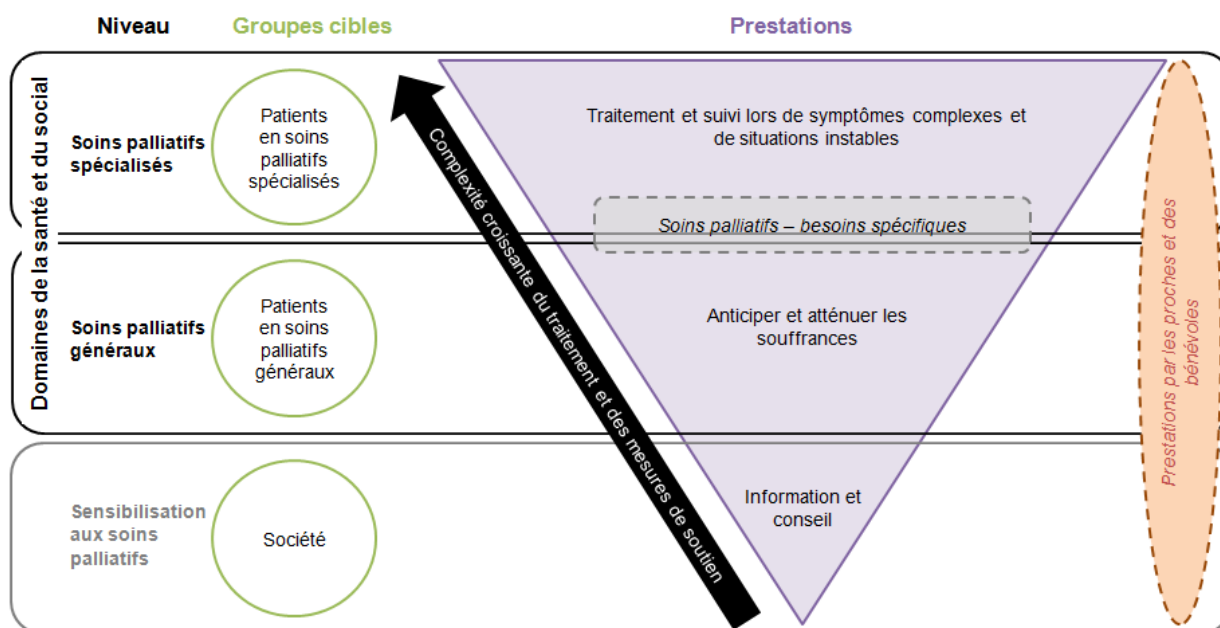 Niveau
Groupes cibles
Prestations
Domaines de la santé et du social
Soins palliatifs
spécialisés
Patients
en soins
palliatifs
spécialisés
Complexité croissante du traitement et des mesures de soutien
Traitement et suivi lors de symptômes complexes et
de situations instables
Soins palliatifs – besoins spécifiques
Soins palliatifs
généraux
Patients
en soins
palliatifs
généraux
Anticiper et atténuer les
souffrances
Prestations par les proches et des
bénévoles
Sensibilisation
aux soins
palliatifs
Société
Information et
conseil